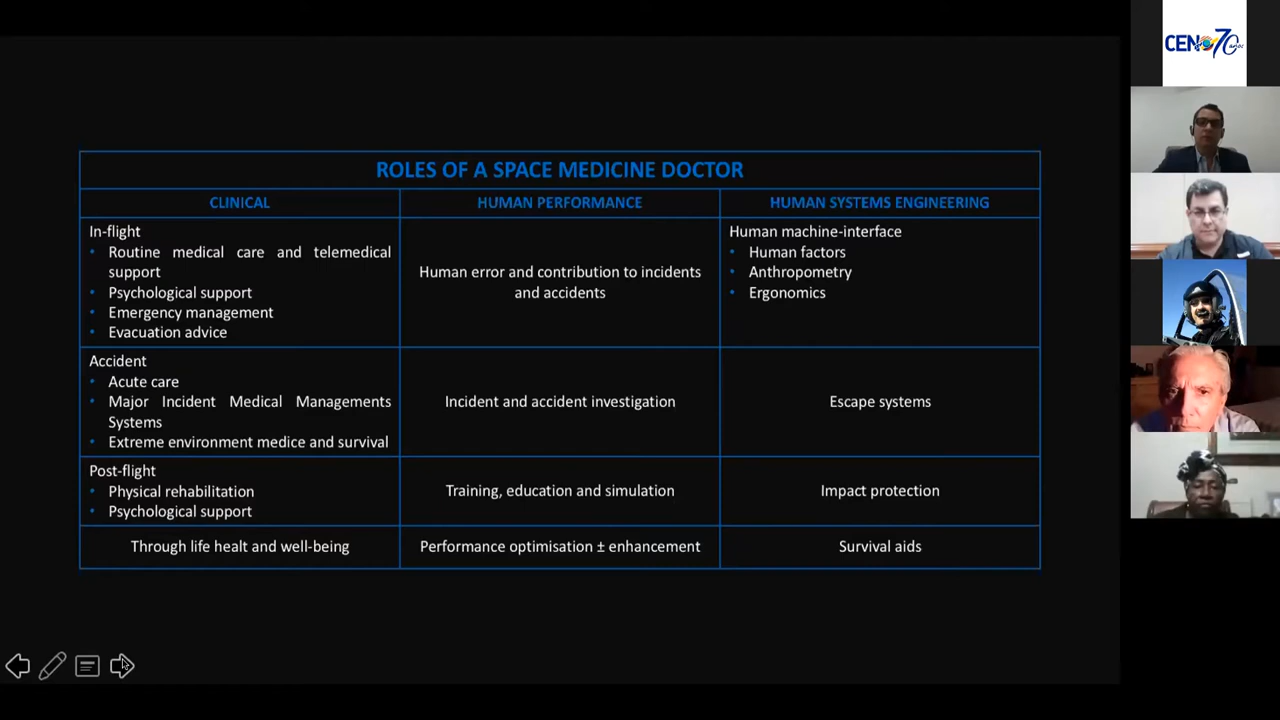 ROLES OF A SPACE MEDICINE DOCTOR
CLINICAL
HUMAN PERFORMANCE
HUMAN SYSTEMS ENGINEERING
In-flight
• Routine medical care and telemedical
support
• Psychological support
• Emergency management
• Evacuation advice
Human error and contribution to incidents
and accidents
Human machine-interface
• Human factors
• Anthropometry
• Ergonomics
Accident
• Acute care
• Major Incident Medical Managements
Systems
• Extreme environment medice and survival
Incident and accident investigation
Escape systems
Post-flight
• Physical rehabilitation
• Psychological support
Training, education and simulation
Impact protection
Through life healt and well-being
Performance optimisation ± enhancement
Survival aids
CEN 70
años